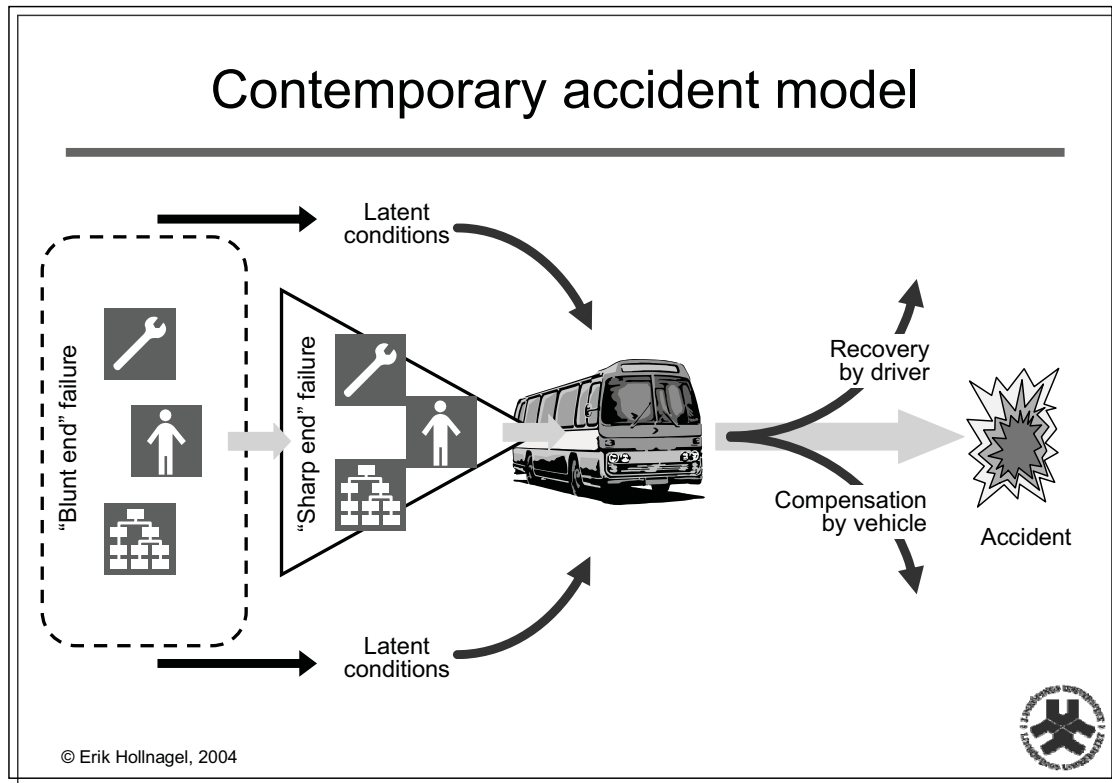 Contemporary accident model
Latent
conditions
"Blunt end" failure
"Sharp end" failure
Recovery
by driver
Compensation
by vehicle
Accident
Latent
conditions
© Erik Hollnagel, 2004